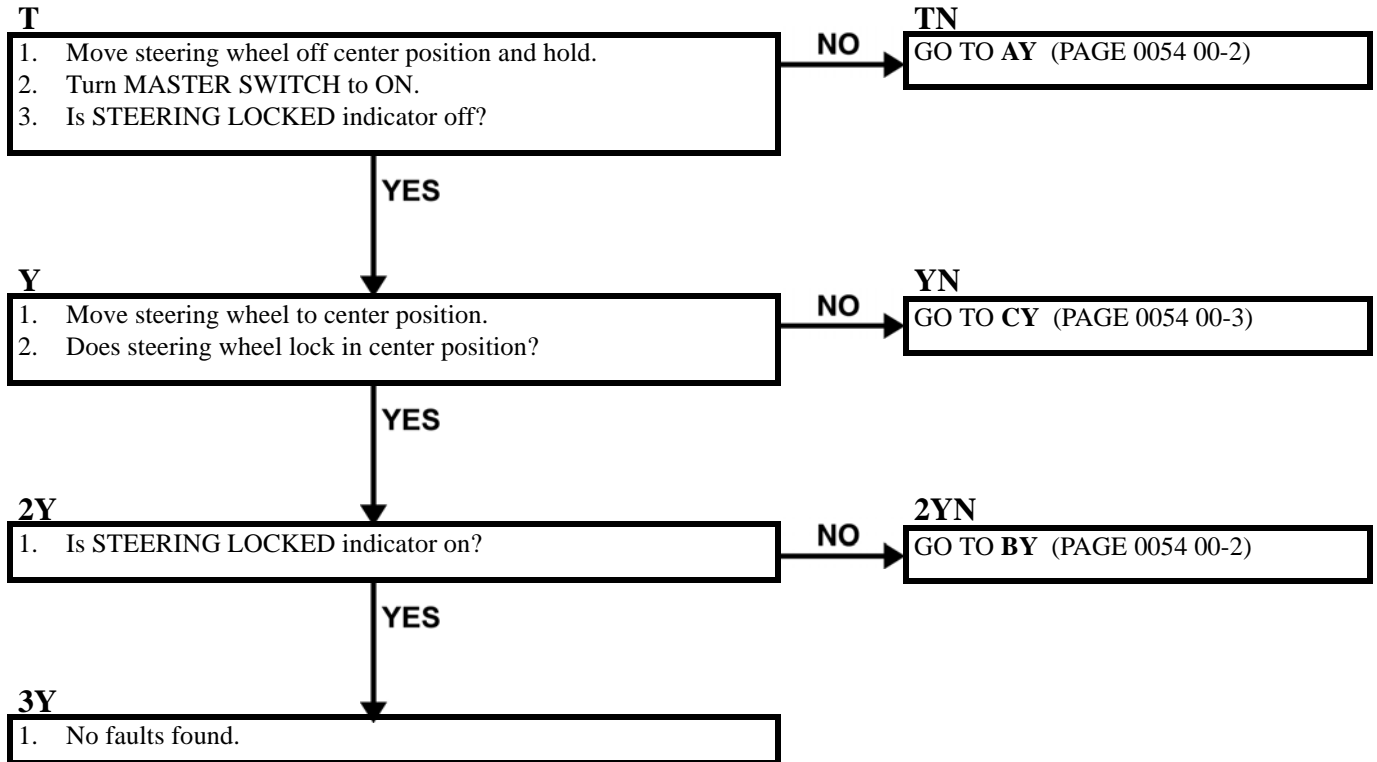 T
1. Move steering wheel off center position and hold.
2. Turn MASTER SWITCH to ON.
3. Is STEERING LOCKED indicator off?
NO
TN
GO TO AY (PAGE 0054 00-2)
YES
Y
1. Move steering wheel to center position.
2. Does steering wheel lock in center position?
NO
YN
GO TO CY (PAGE 0054 00-3)
YES
2Y
1. Is STEERING LOCKED indicator on?
NO
2YN
GO TO BY (PAGE 0054 00-2)
YES
3Y
1. No faults found.